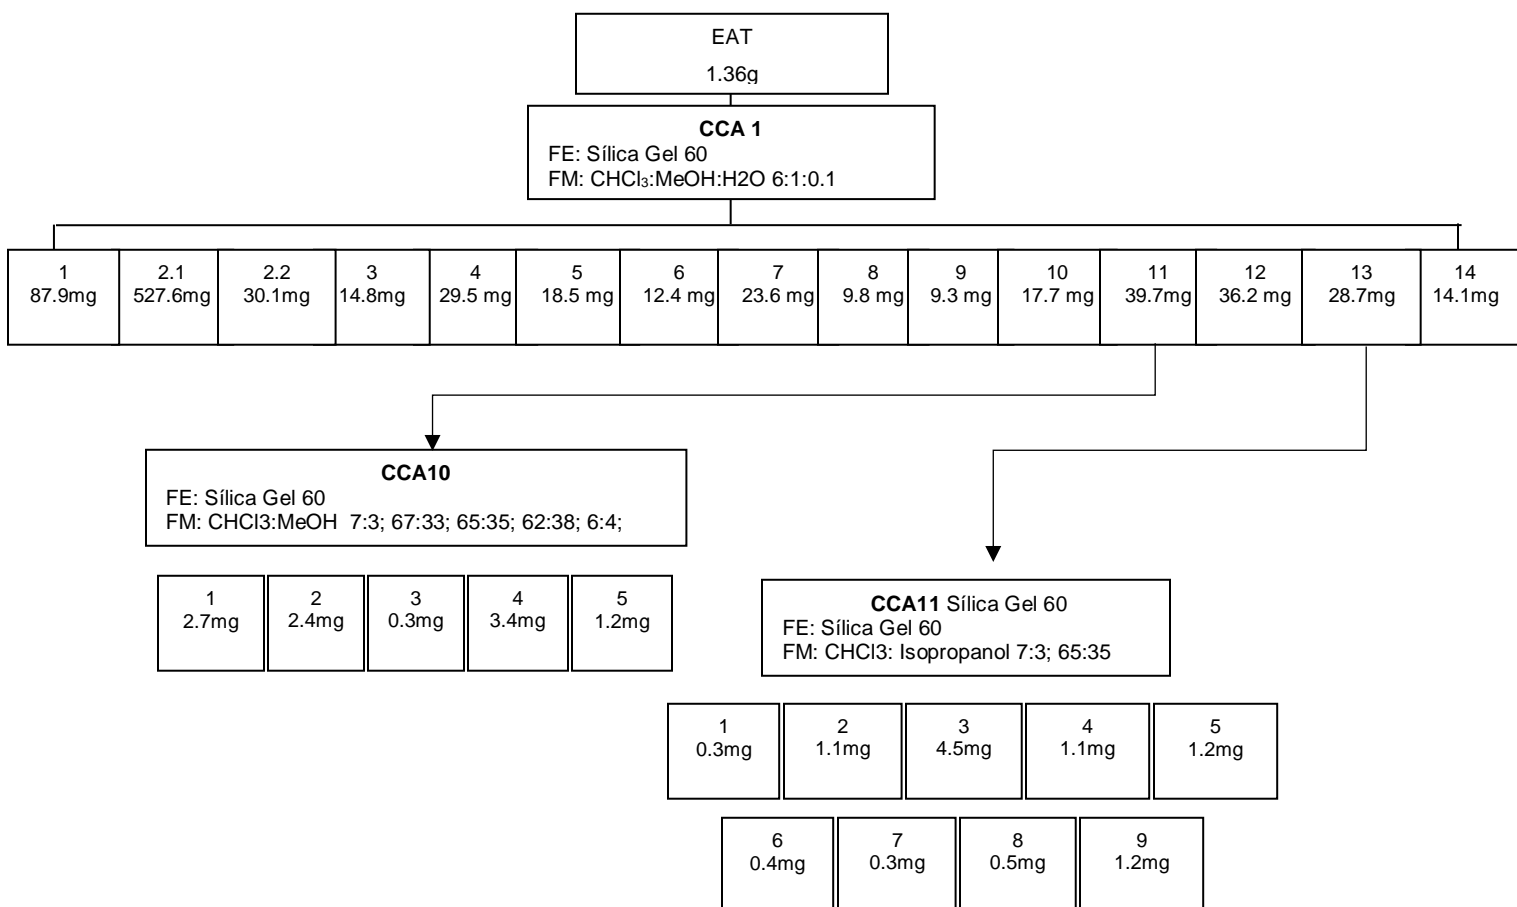 EAT
1.36g
CCA 1
FE: Sílica Gel 60
FM: CHCl₃:MeOH:H2O 6:1:0.1
1
87.9mg
2.1
527.6mg
2.2
30.1mg
3
14.8mg
4
29.5 mg
5
18.5 mg
6
12.4 mg
7
23.6 mg
8
9.8 mg
9
9.3 mg
10
17.7 mg
11
39.7mg
12
36.2 mg
13
28.7mg
14
14.1mg
CCA10
FE: Sílica Gel 60
FM: CHCl3:MeOH 7:3; 67:33; 65:35; 62:38; 6:4;
1
2.7mg
2
2.4mg
3
0.3mg
4
3.4mg
5
1.2mg
CCA11 Sílica Gel 60
FE: Sílica Gel 60
FM: CHCl3: Isopropanol 7:3; 65:35
1
0.3mg
2
1.1mg
3
4.5mg
4
1.1mg
5
1.2mg
6
0.4mg
7
0.3mg
8
0.5mg
9
1.2mg